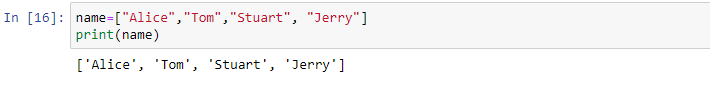 In [16]: name=["Alice","Tom","Stuart", "Jerry"]
print(name)
['Alice', 'Tom', 'Stuart', 'Jerry']